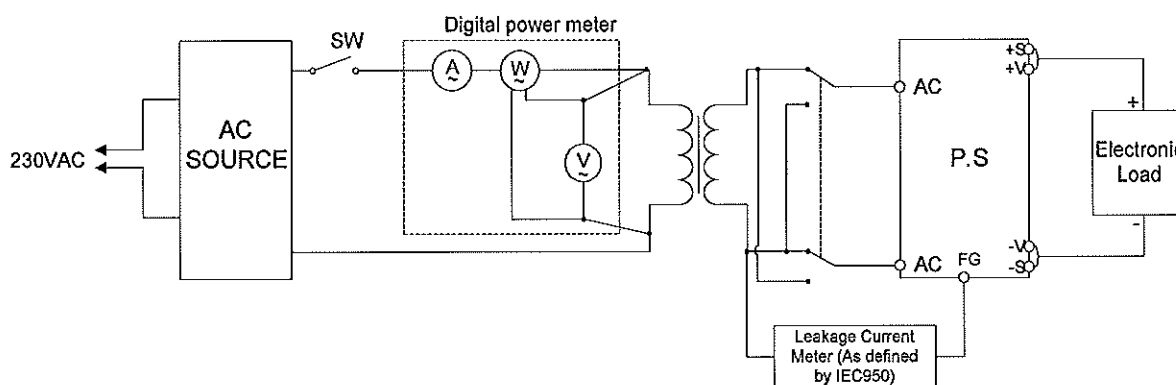 Digital power meter
SW
A
~
W
~
V
~
AC
SOURCE
230VAC
AC
AC
P.S
FG
+S
+V
-V
-S
+
-
Electronic
Load
Leakage Current
Meter (As defined
by IEC950)